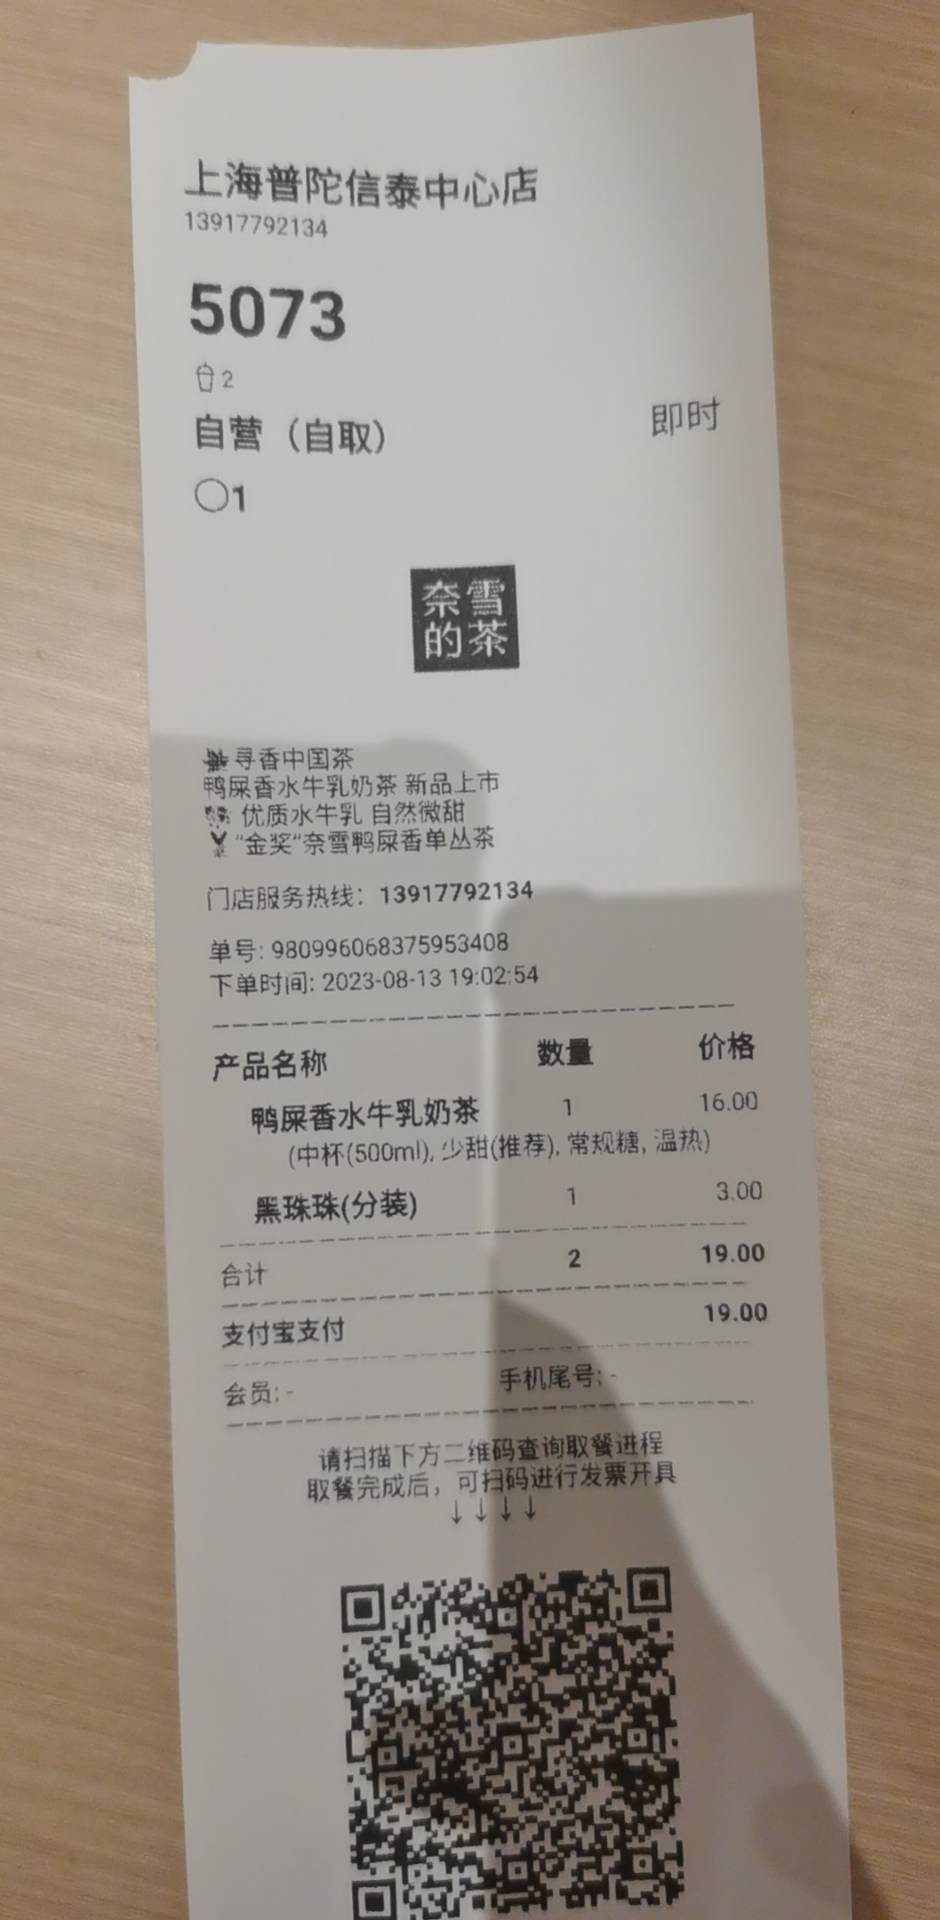 上海普陀信泰中心店
13917792134
5073
2
自营（自取） 即时
〇1
奈雪
的茶
寻香中国茶
鸭屎香水牛乳奶茶 新品上市
优质水牛乳 自然微甜
“金奖“奈雪鸭屎香单丛茶
门店服务热线：13917792134
单号: 980996068375953408
下单时间: 2023-08-13 19:02:54
产品名称 数量 价格
鸭屎香水牛乳奶茶 1 16.00
(中杯(500ml), 少甜(推荐), 常规糖, 温热)
黑珠珠(分装) 1 3.00
合计 2 19.00
支付宝支付 19.00
会员: - 手机尾号: -
请扫描下方二维码查询取餐进程
取餐完成后，可扫码进行发票开具
↓↓↓↓